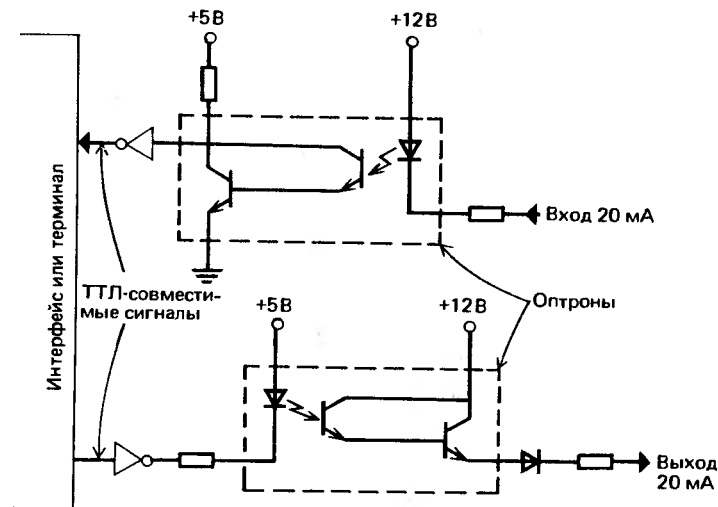 +5В
+12В
Интерфейс или терминал
Вход 20 мА
ТТЛ-совмести-
мые сигналы
Оптроны
+5В
+12В
Выход
20 мА